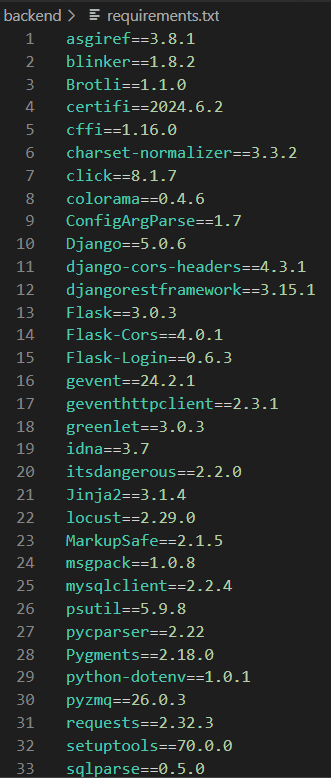 backend > requirements.txt
1 asgiref==3.8.1
2 blinker==1.8.2
3 Brotli==1.1.0
4 certifi==2024.6.2
5 cffi==1.16.0
6 charset-normalizer==3.3.2
7 click==8.1.7
8 colorama==0.4.6
9 ConfigArgParse==1.7
10 Django==5.0.6
11 django-cors-headers==4.3.1
12 djangorestframework==3.15.1
13 Flask==3.0.3
14 Flask-Cors==4.0.1
15 Flask-Login==0.6.3
16 gevent==24.2.1
17 geventhttpclient==2.3.1
18 greenlet==3.0.3
19 idna==3.7
20 itsdangerous==2.2.0
21 Jinja2==3.1.4
22 locust==2.29.0
23 MarkupSafe==2.1.5
24 msgpack==1.0.8
25 mysqlclient==2.2.4
26 psutil==5.9.8
27 pycparser==2.22
28 Pygments==2.18.0
29 python-dotenv==1.0.1
30 pyzmq==26.0.3
31 requests==2.32.3
32 setuptools==70.0.0
33 sqlparse==0.5.0